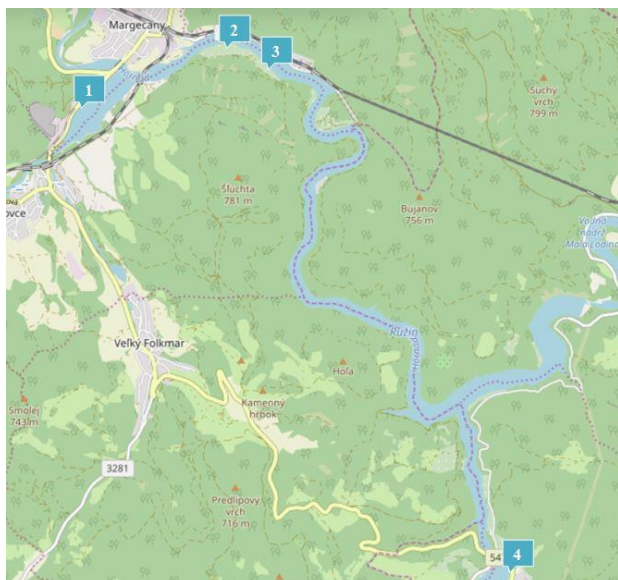 Margecany
2
3
1
Suchý
vrch
799 m
Šľuchta
781 m
Bujanov
756 m
ovce
Vodná
nádrž
Malá Lodina
Ružín
Veľký Folkmar
Hoľa
Kamenný
hrbok
Smolej
743 m
3281
Predlipový
vrch
716 m
54
4